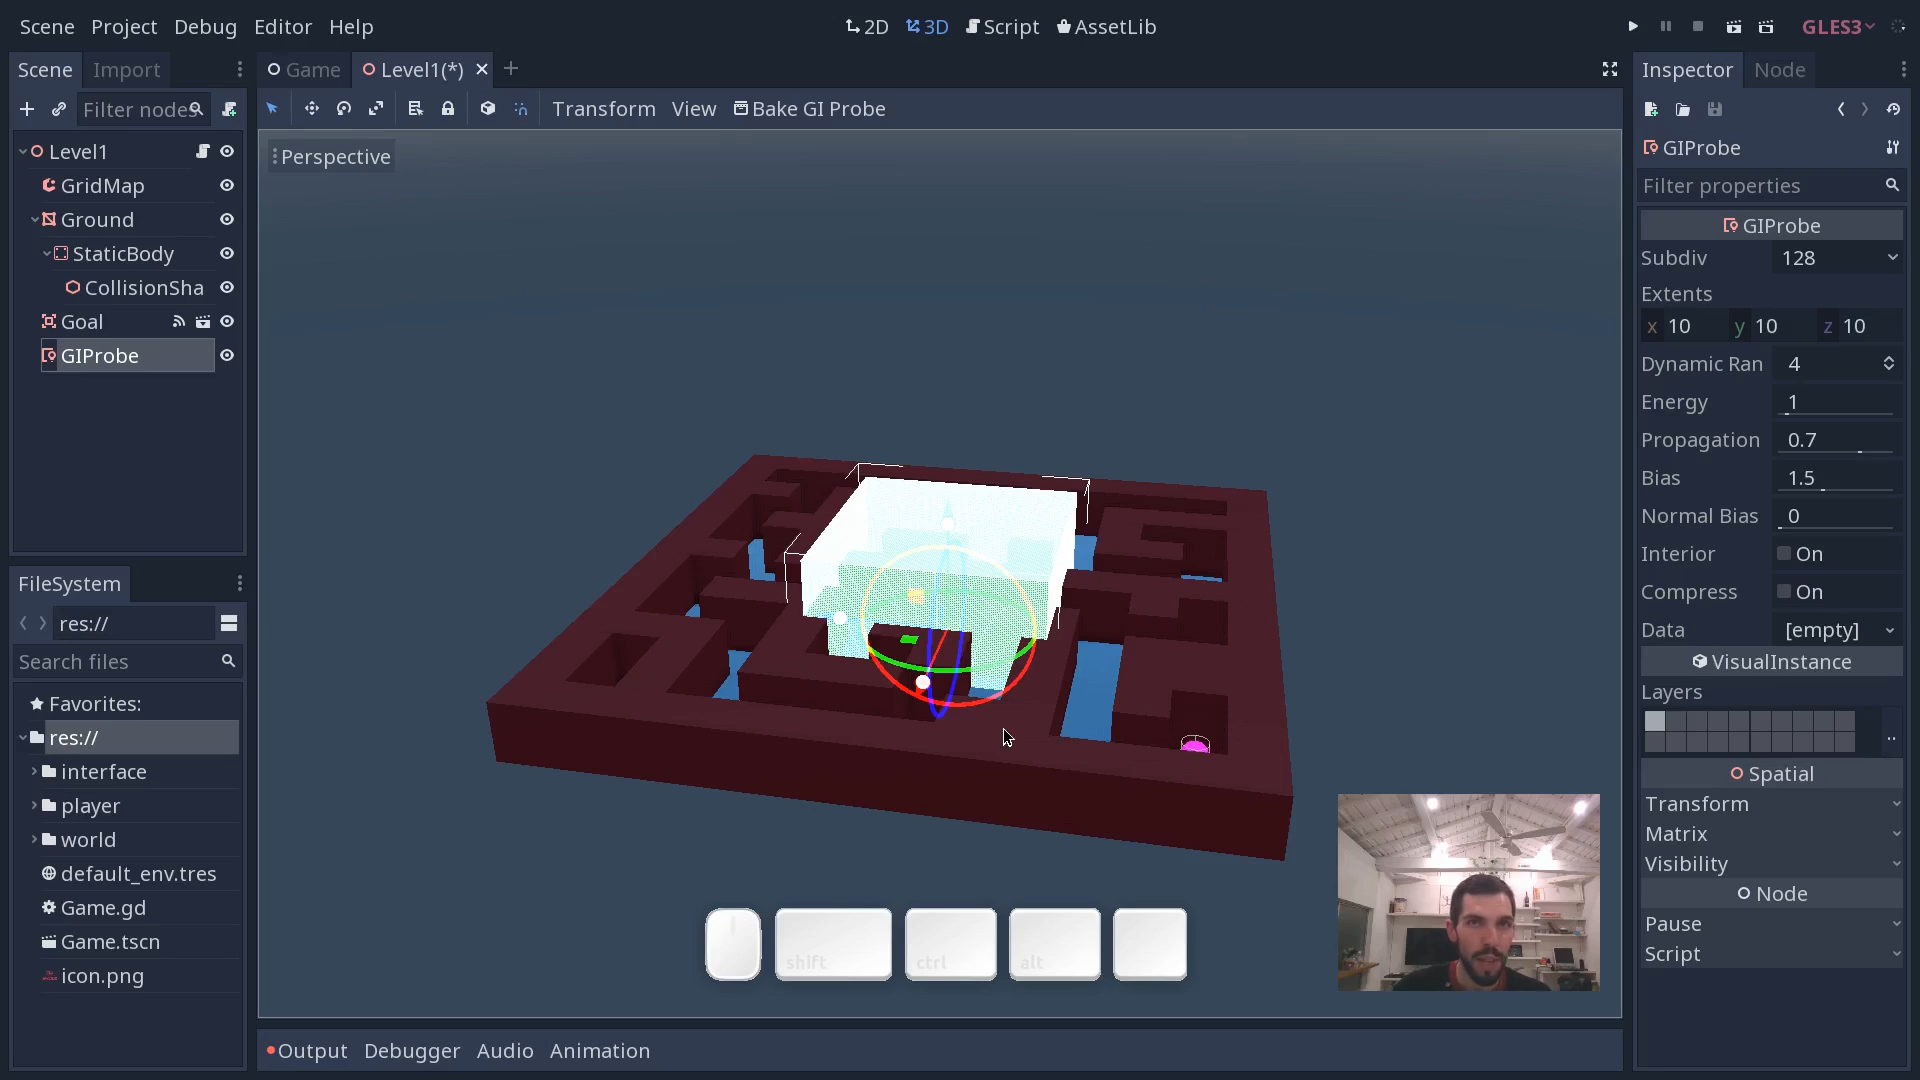 Scene Project Debug Editor Help
2D 3D Script AssetLib
GLES3
Scene Import
Filter nodes
Level1
GridMap
Ground
StaticBody
CollisionSha
Goal
GIProbe
FileSystem
res://
Search files
Favorites:
res://
interface
player
world
default_env.tres
Game.gd
Game.tscn
icon.png
Game Level1(*)
Transform View Bake GI Probe
Perspective
shift ctrl alt
Output Debugger Audio Animation
Inspector Node
GIProbe
Filter properties
GIProbe
Subdiv 128
Extents
x 10 y 10 z 10
Dynamic Ran 4
Energy 1
Propagation 0.7
Bias 1.5
Normal Bias 0
Interior On
Compress On
Data [empty]
VisualInstance
Layers
..
Spatial
Transform
Matrix
Visibility
Node
Pause
Script